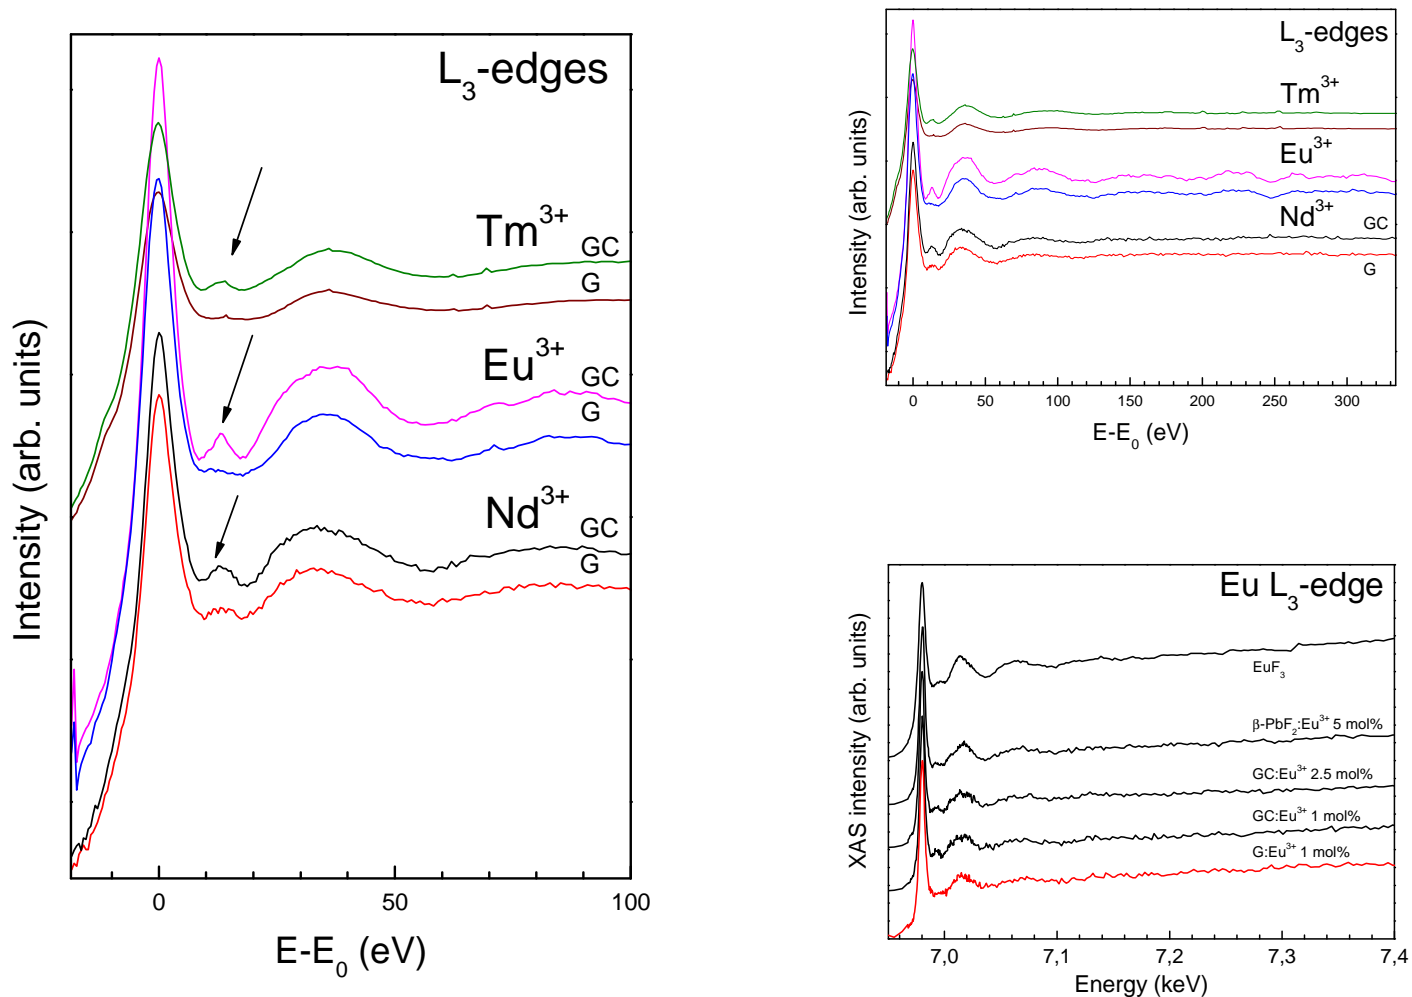 L₃-edges
Tm³⁺
GC
G
Eu³⁺
GC
G
Nd³⁺
GC
G
Intensity (arb. units)
0
50
100
E-E₀ (eV)
L₃-edges
Tm³⁺
Eu³⁺
Nd³⁺
GC
G
Intensity (arb. units)
0
50
100
150
200
250
300
E-E₀ (eV)
Eu L₃-edge
EuF₃
β-PbF₂:Eu³⁺ 5 mol%
GC:Eu³⁺ 2.5 mol%
GC:Eu³⁺ 1 mol%
G:Eu³⁺ 1 mol%
XAS intensity (arb. units)
7,0
7,1
7,2
7,3
7,4
Energy (keV)